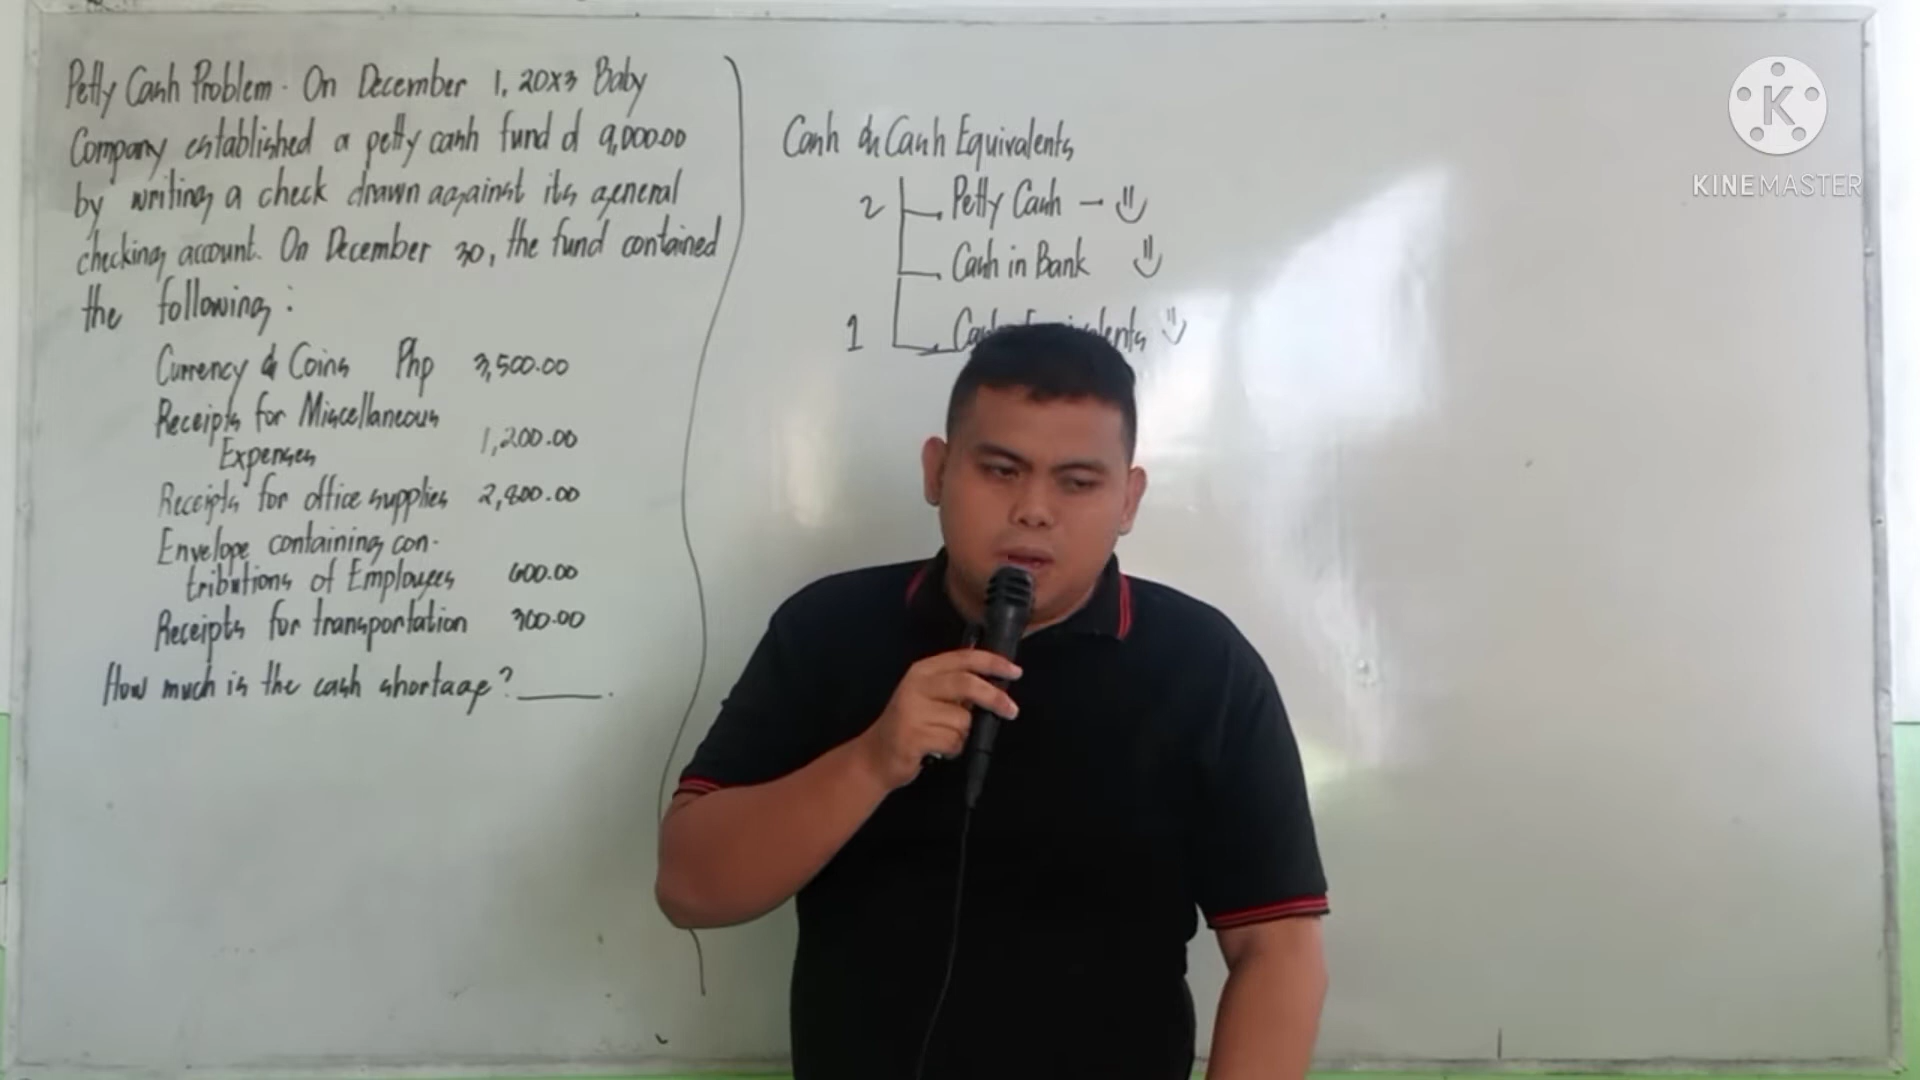 Petty Cash Problem - On December 1, 20x3 Baby
Company established a petty cash fund of 9,000.00
by writing a check drawn against its general
checking account. On December 30, the fund contained
the following:
Currency & Coins Php 3,500.00
Receipts for Miscellaneous
Expenses 1,200.00
Receipts for office supplies
Envelope containing con-
tributions of Employees 600.00
Receipts for transportation 300.00
How much is the cash shortage? ______.
Cash & Cash Equivalents
2 Petty Cash -
Cash in Bank
1
K
KINEMASTER